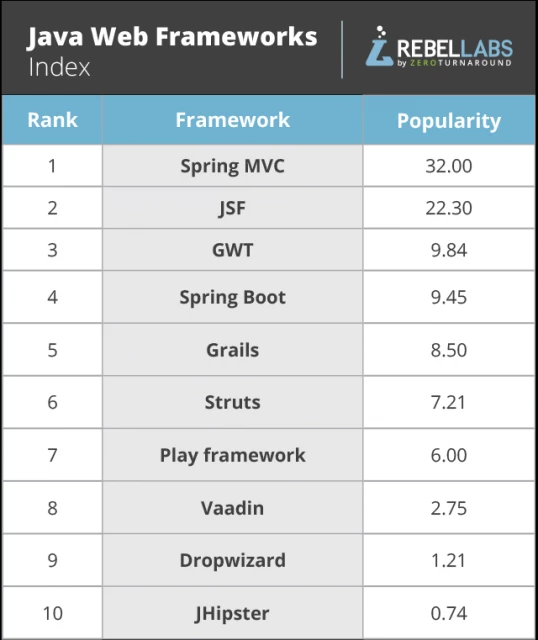 Java Web Frameworks
Index
REBELLABS
by ZEROTURNAROUND
Rank Framework Popularity
1 Spring MVC 32.00
2 JSF 22.30
3 GWT 9.84
4 Spring Boot 9.45
5 Grails 8.50
6 Struts 7.21
7 Play framework 6.00
8 Vaadin 2.75
9 Dropwizard 1.21
10 JHipster 0.74